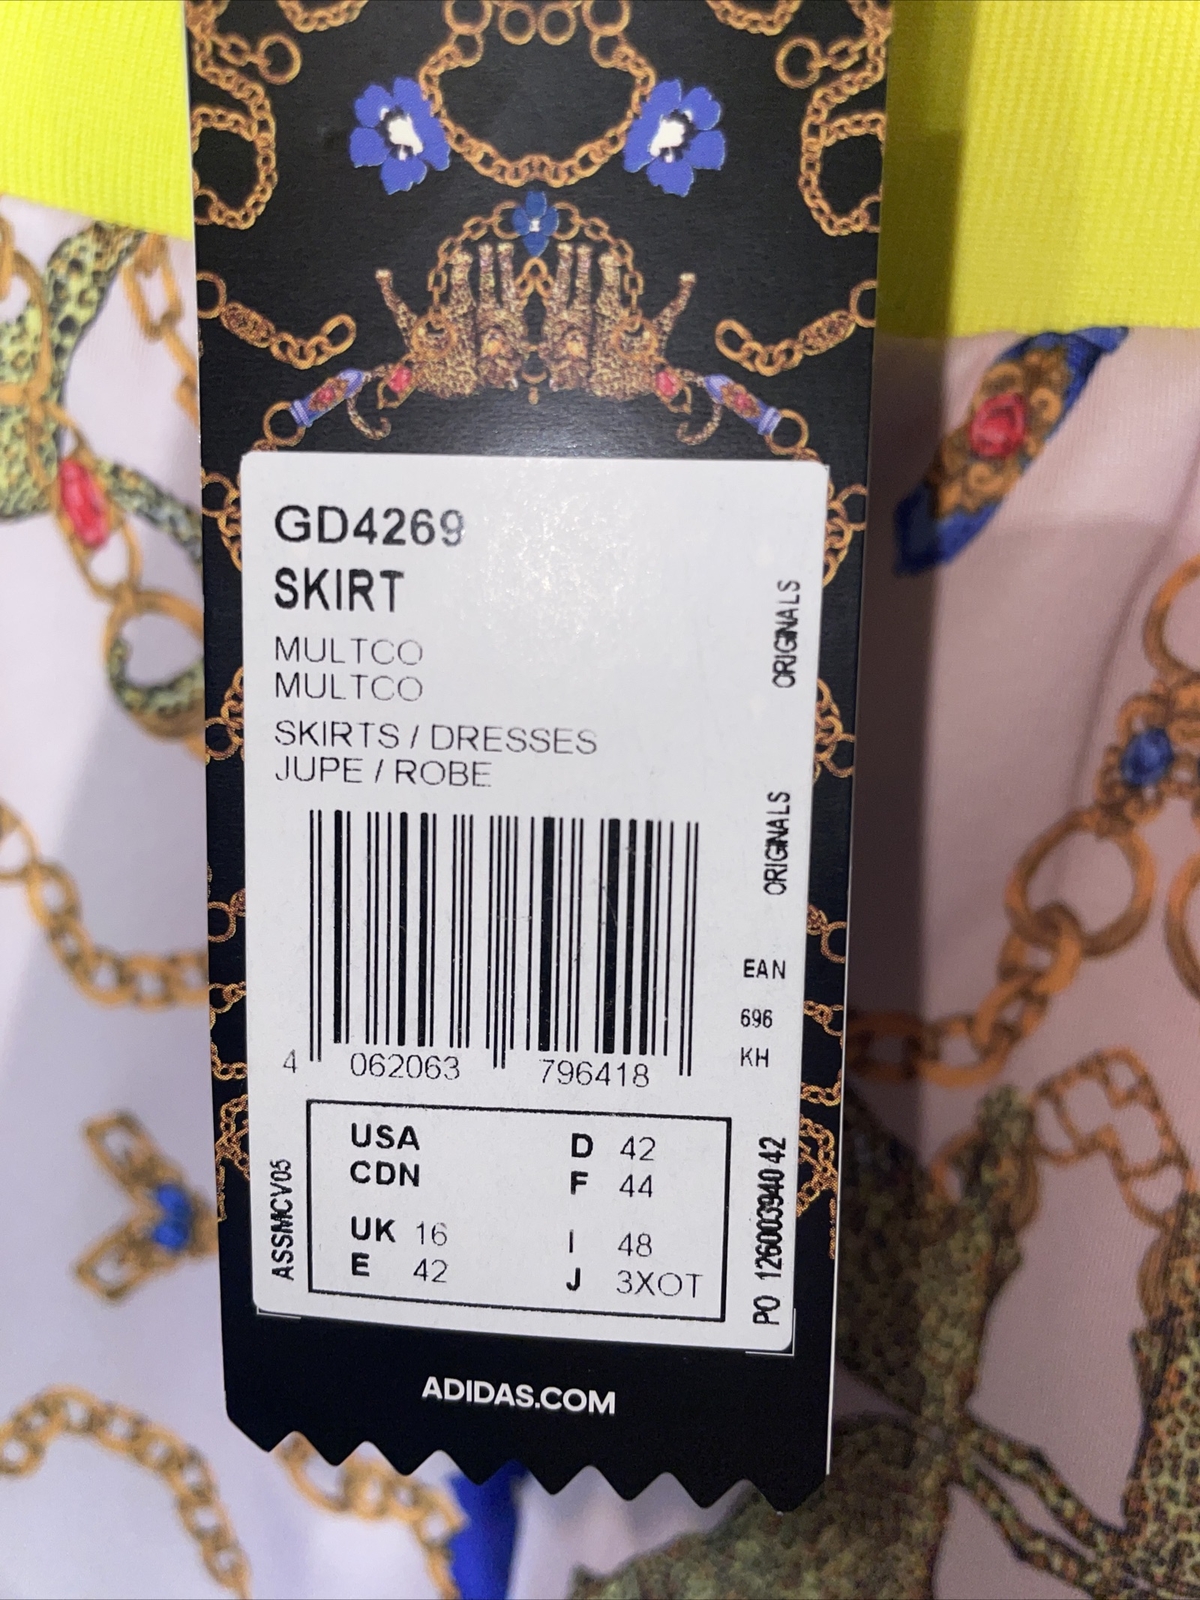 GD4269
SKIRT
MULTCO
MULTCO
SKIRTS / DRESSES
JUPE / ROBE
ORIGINALS
ORIGINALS
EAN
696
KH
4 062063 796418
ASSMCV05
USA
CDN
UK 16
E 42
D 42
F 44
I 48
J 3XOT
PO 126003940 42
ADIDAS.COM